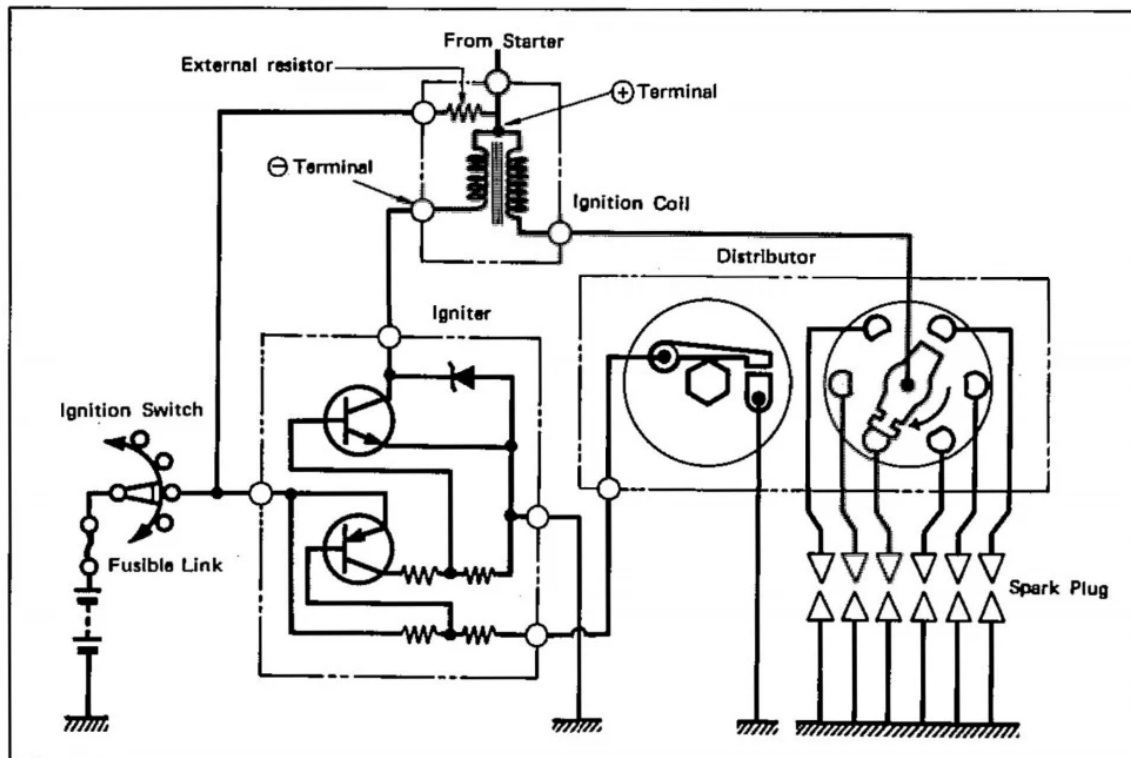 From Starter
External resistor
+ Terminal
− Terminal
Ignition Coil
Distributor
Igniter
Ignition Switch
Fusible Link
Spark Plug